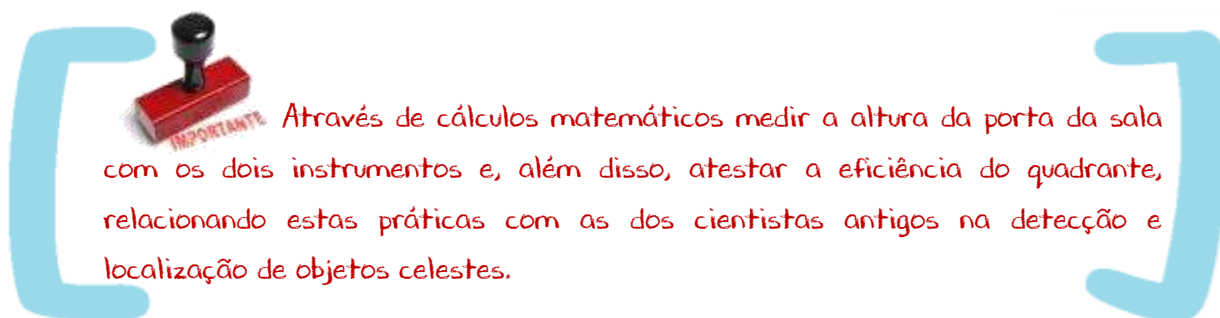 IMPORTANTE
Através de cálculos matemáticos medir a altura da porta da sala
com os dois instrumentos e, além disso, atestar a eficiência do quadrante,
relacionando estas práticas com as dos cientistas antigos na detecção e
localização de objetos celestes.